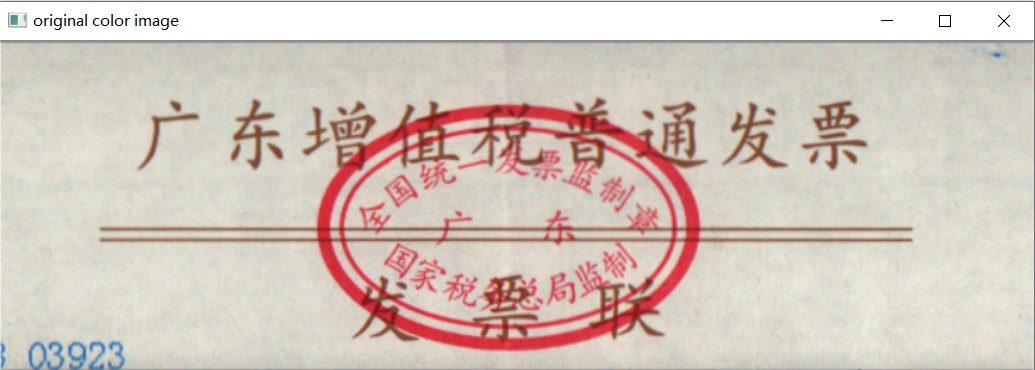 original color image
广东增值税普通发票
全国统一发票监制章
广东
国家税务总局监制
发票联
03923